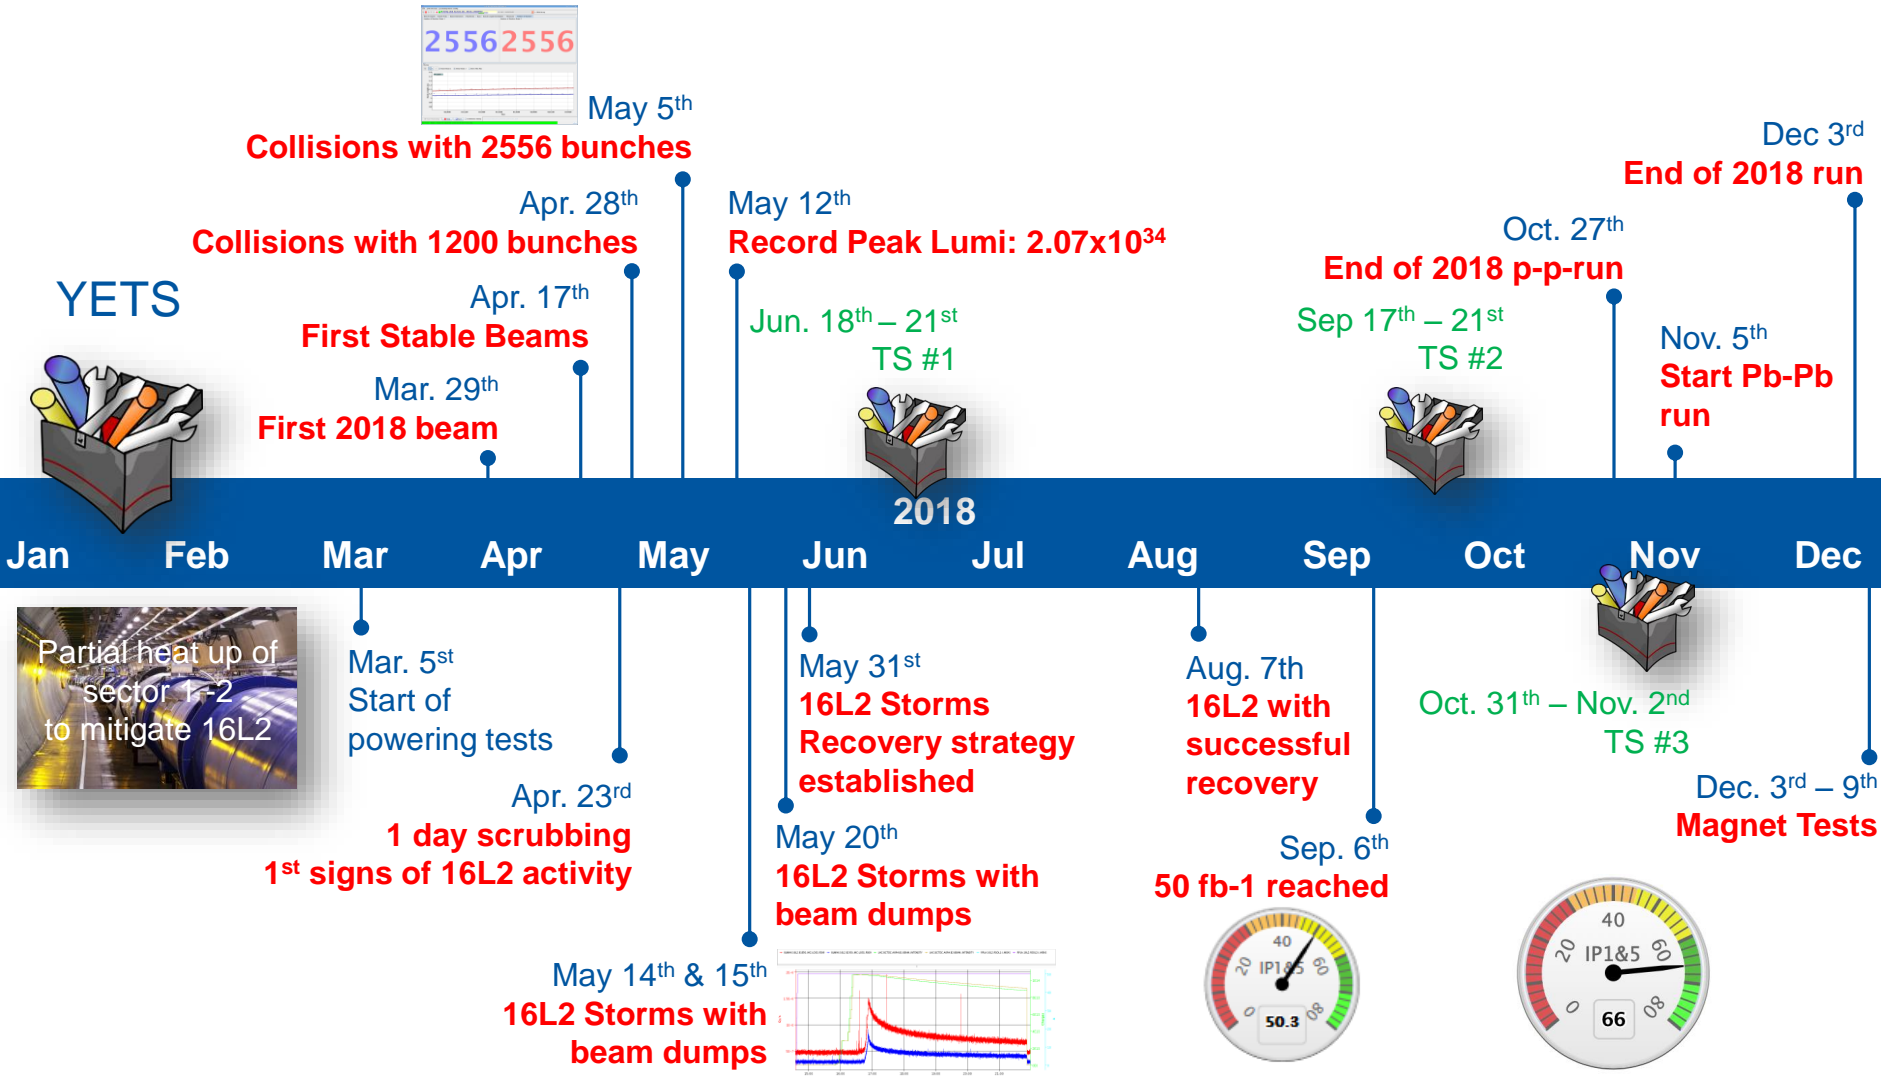 2556 2556
May 5th
Collisions with 2556 bunches
Dec 3rd
End of 2018 run
Apr. 28th
Collisions with 1200 bunches
May 12th
Record Peak Lumi: 2.07x1034
Oct. 27th
End of 2018 p-p-run
YETS
Apr. 17th
First Stable Beams
Jun. 18th – 21st
TS #1
Sep 17th – 21st
TS #2
Nov. 5th
Start Pb-Pb
run
Mar. 29th
First 2018 beam
2018
Jan Feb Mar Apr May Jun Jul Aug Sep Oct Nov Dec
Partial heat up of
sector 1 -2
to mitigate 16L2
Mar. 5st
Start of
powering tests
May 31st
16L2 Storms
Recovery strategy
established
Aug. 7th
16L2 with
successful
recovery
Oct. 31th – Nov. 2nd
TS #3
Apr. 23rd
1 day scrubbing
1st signs of 16L2 activity
Dec. 3rd – 9th
Magnet Tests
May 20th
16L2 Storms with
beam dumps
Sep. 6th
50 fb-1 reached
May 14th & 15th
16L2 Storms with
beam dumps
0 20 40 60 80
IP1&5
50.3
0 20 40 60 80
IP1&5
66